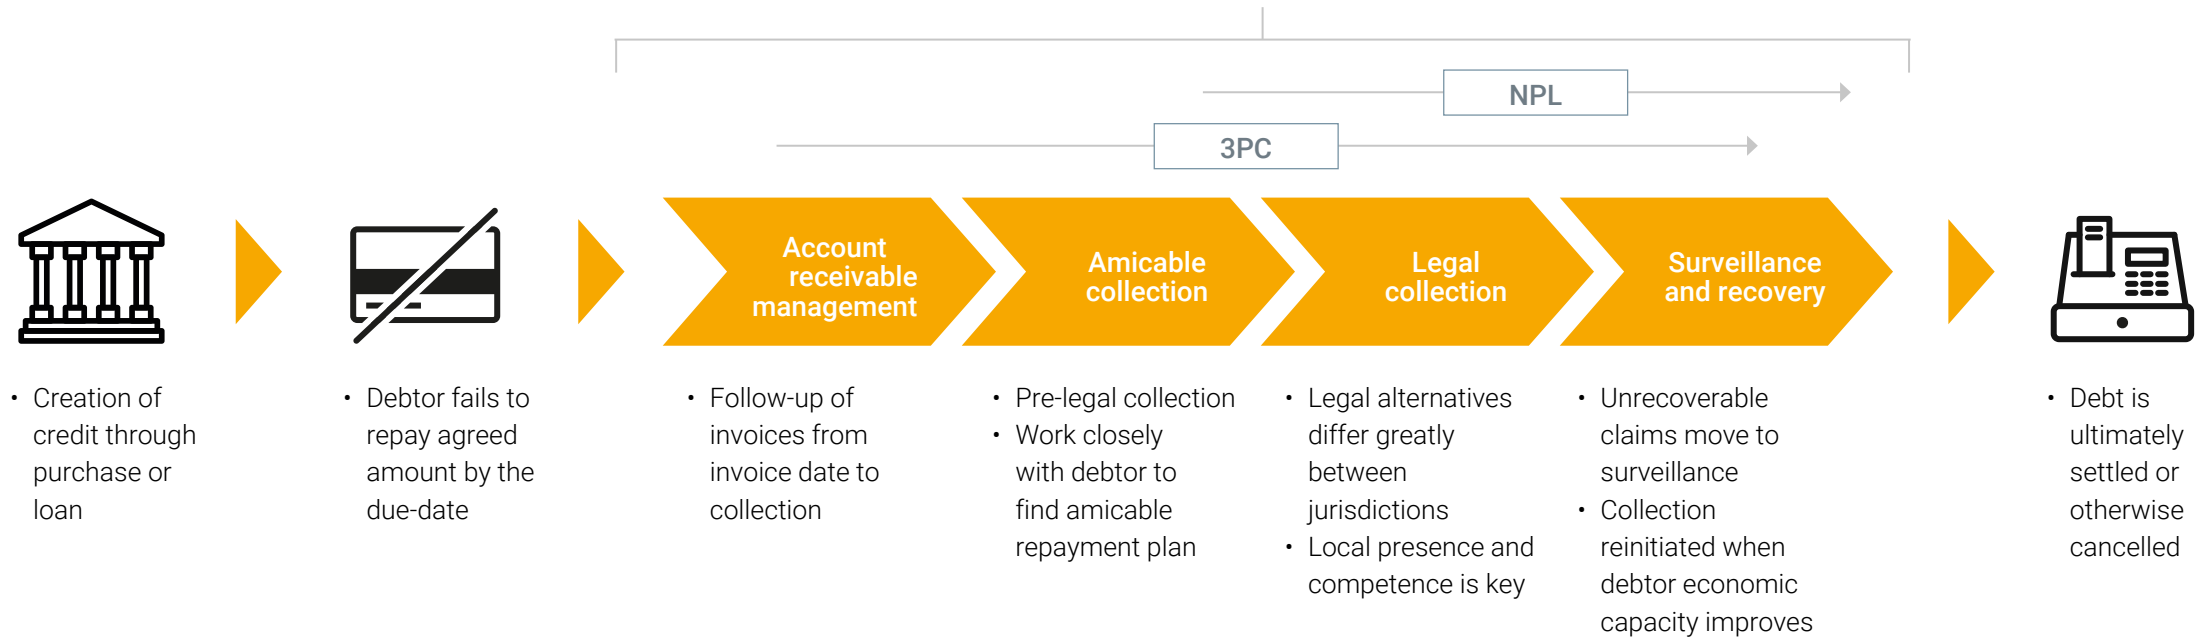 NPL
3PC
Account
receivable
management
Amicable
collection
Legal
collection
Surveillance
and recovery
• Creation of
credit through
purchase or
loan
• Debtor fails to
repay agreed
amount by the
due-date
• Follow-up of
invoices from
invoice date to
collection
• Pre-legal collection
• Work closely
with debtor to
find amicable
repayment plan
• Legal alternatives
differ greatly
between
jurisdictions
• Local presence and
competence is key
• Unrecoverable
claims move to
surveillance
• Collection
reinitiated when
debtor economic
capacity improves
• Debt is
ultimately
settled or
otherwise
cancelled